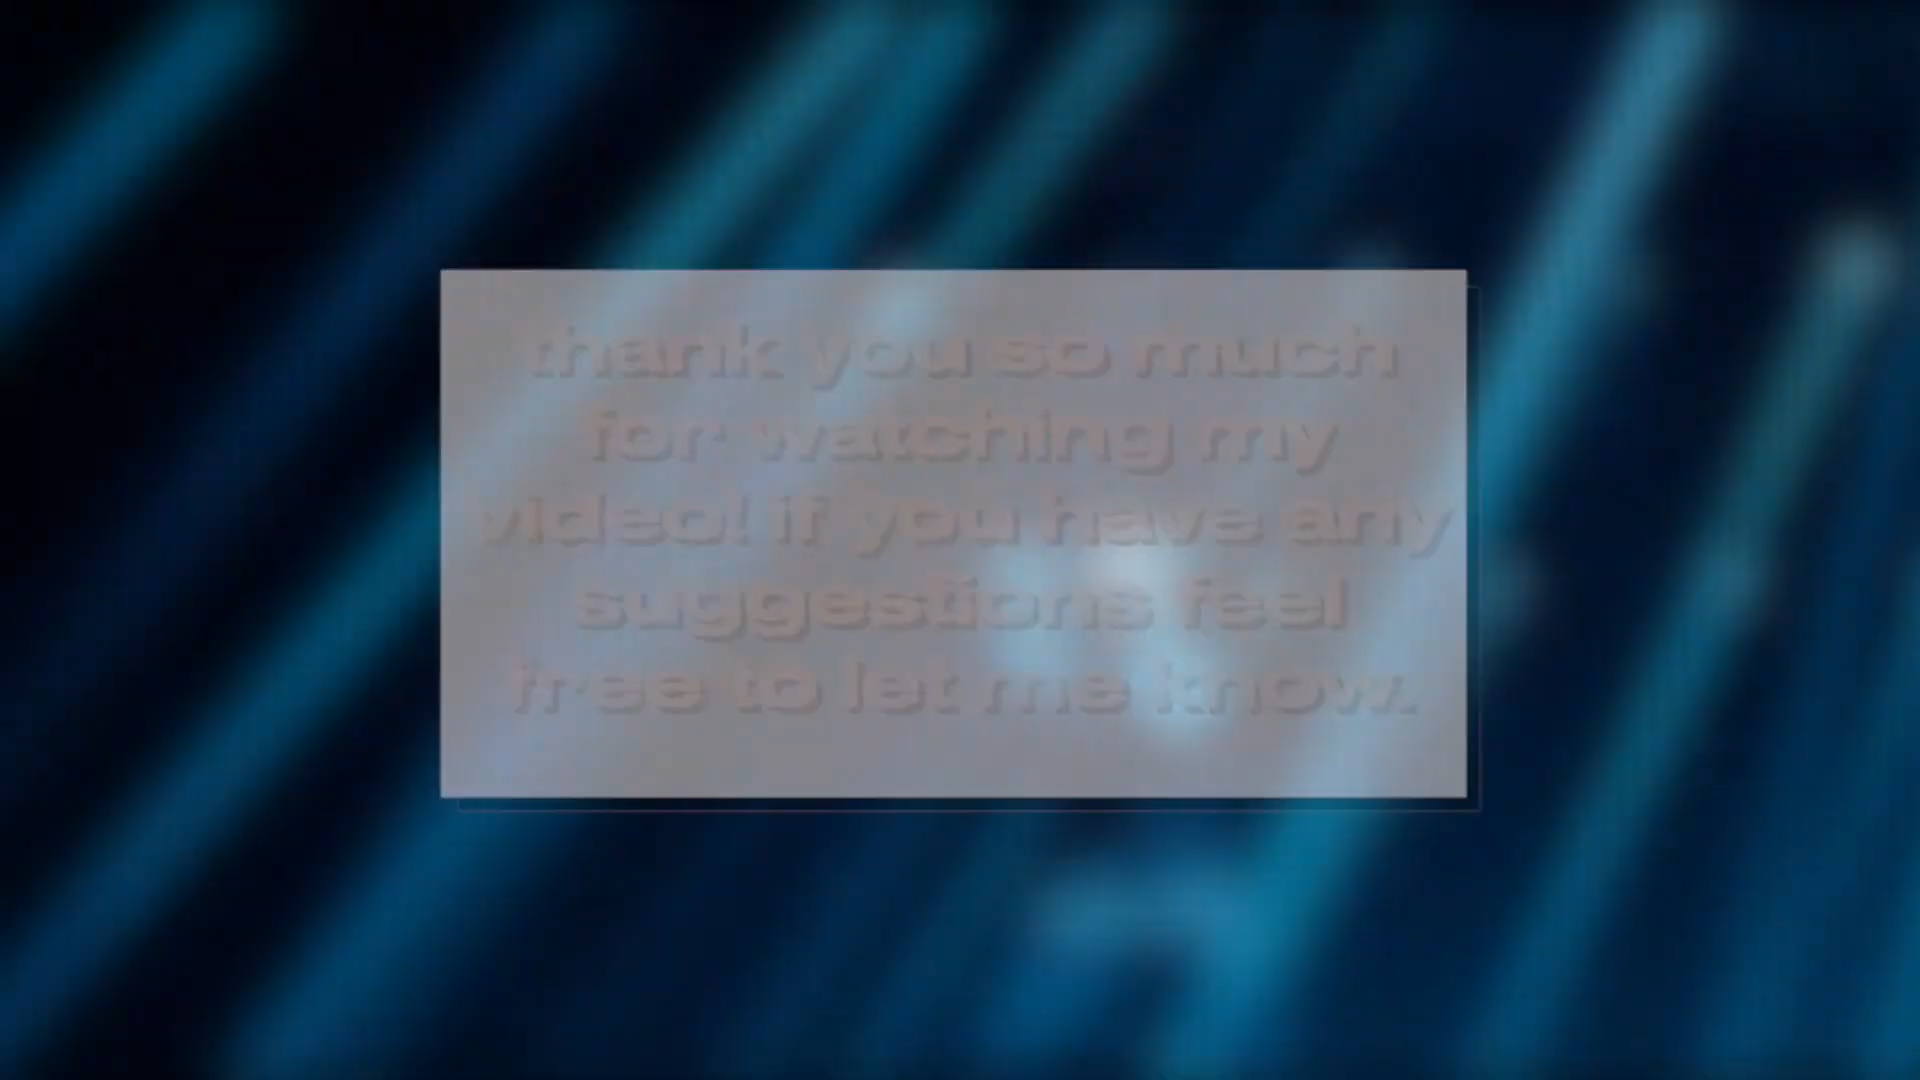 thank you so much
for watching my
video! if you have any
suggestions feel
free to let me know.